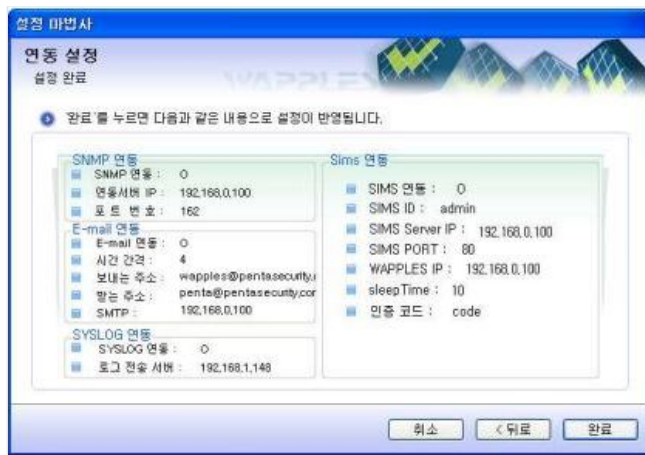 설정 마법사
연동 설정
설정 완료
WAPPLES
'완료'를 누르면 다음과 같은 내용으로 설정이 반영됩니다.
SNMP 연동
SNMP 연동 : O
연동서버 IP : 192,168,0,100
포 트 번 호 : 162
E-mail 연동
E-mail 연동 : O
시간 간격 : 4
보내는 주소 : wapples@pentasecurity,
받는 주소 : penta@pentasecurity,cor
SMTP : 192,168,0,100
SYSLOG 연동
SYSLOG 연동 : O
로그 전송 서버 : 192,168,1,148
Sims 연동
SIMS 연동 : O
SIMS ID : admin
SIMS Server IP : 192,168,0,100
SIMS PORT : 80
WAPPLES IP : 192,168,0,100
sleepTime : 10
인증 코드 : code
취소
< 뒤로
완료